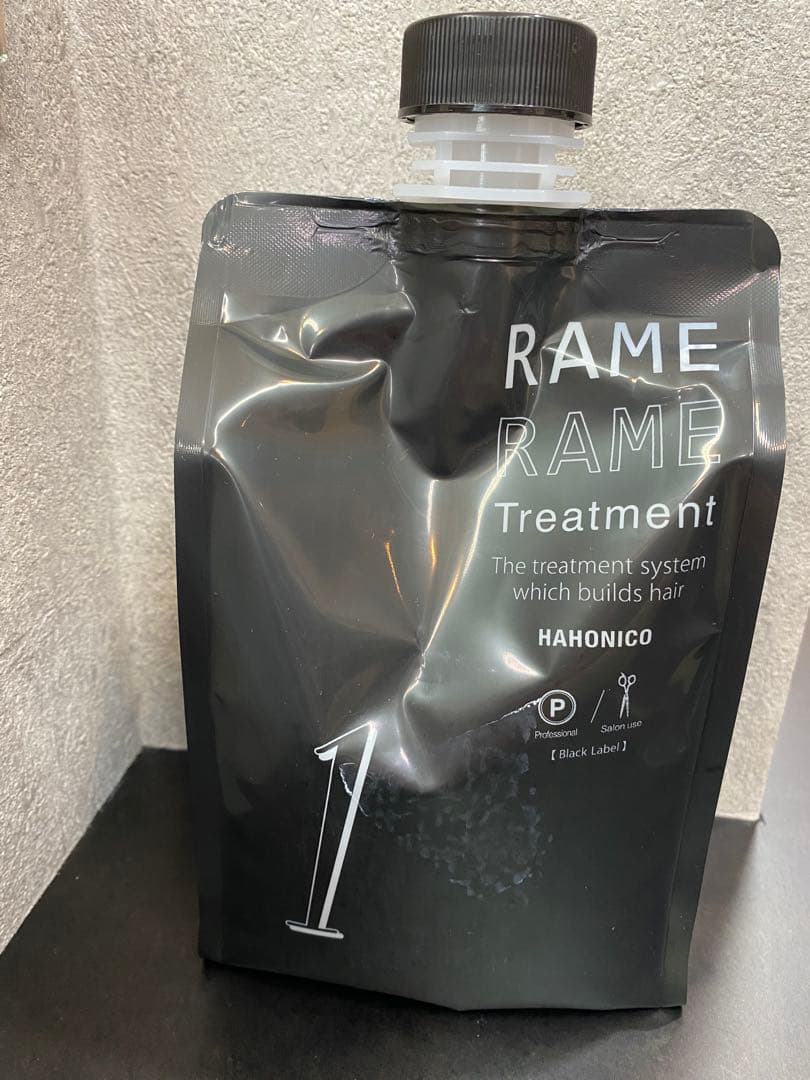 RAME
RAME
Treatment
The treatment system
which builds hair
HAHONICO
P
Professional
Salon use
【Black Label】
1